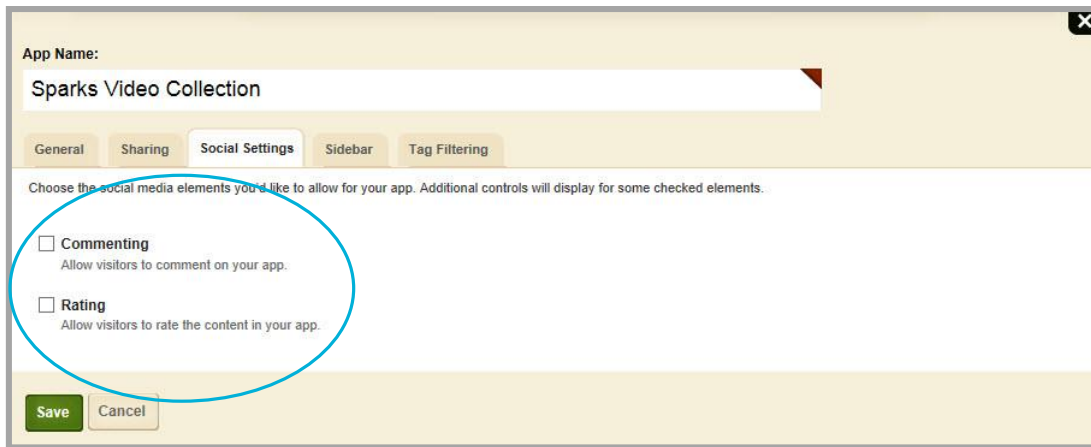 App Name:
Sparks Video Collection
General Sharing Social Settings Sidebar Tag Filtering
Choose the social media elements you'd like to allow for your app. Additional controls will display for some checked elements.
Commenting
Allow visitors to comment on your app.
Rating
Allow visitors to rate the content in your app.
Save Cancel